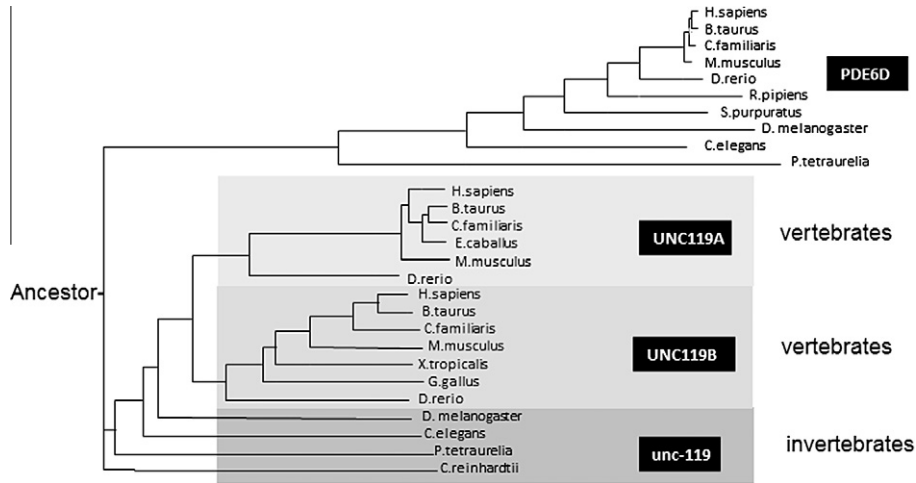 H.sapiens
B.taurus
C.familiaris
M.musculus
D.rerio
R.pipiens
S.purpuratus
D. melanogaster
C.elegans
P.tetraurelia
PDE6D
H.sapiens
B.taurus
C.familiaris
E.caballus
M.musculus
D.rerio
UNC119A
vertebrates
Ancestor
H.sapiens
B.taurus
C.familiaris
M.musculus
X.tropicalis
G.gallus
D.rerio
UNC119B
vertebrates
D. melanogaster
C.elegans
P.tetraurelia
C.reinhardtii
unc-119
invertebrates